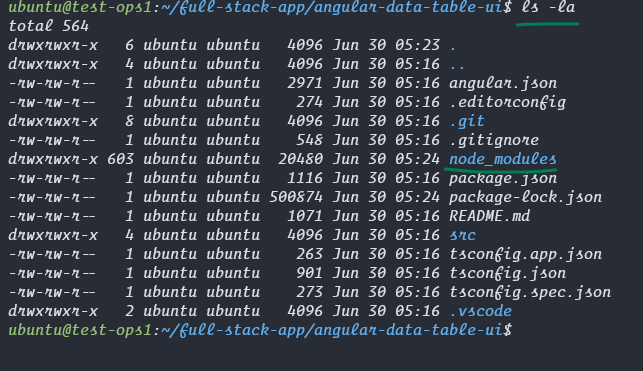 ubuntu@test-ops1:~/full-stack-app/angular-data-table-ui$ ls -la
total 564
drwxrwxr-x   6 ubuntu ubuntu   4096 Jun 30 05:23 .
drwxrwxr-x   4 ubuntu ubuntu   4096 Jun 30 05:16 ..
-rw-rw-r--   1 ubuntu ubuntu   2971 Jun 30 05:16 angular.json
-rw-rw-r--   1 ubuntu ubuntu    274 Jun 30 05:16 .editorconfig
drwxrwxr-x   8 ubuntu ubuntu   4096 Jun 30 05:16 .git
-rw-rw-r--   1 ubuntu ubuntu    548 Jun 30 05:16 .gitignore
drwxrwxr-x 603 ubuntu ubuntu  20480 Jun 30 05:24 node_modules
-rw-rw-r--   1 ubuntu ubuntu   1116 Jun 30 05:16 package.json
-rw-rw-r--   1 ubuntu ubuntu 500874 Jun 30 05:24 package-lock.json
-rw-rw-r--   1 ubuntu ubuntu   1071 Jun 30 05:16 README.md
drwxrwxr-x   4 ubuntu ubuntu   4096 Jun 30 05:16 src
-rw-rw-r--   1 ubuntu ubuntu    263 Jun 30 05:16 tsconfig.app.json
-rw-rw-r--   1 ubuntu ubuntu    901 Jun 30 05:16 tsconfig.json
-rw-rw-r--   1 ubuntu ubuntu    273 Jun 30 05:16 tsconfig.spec.json
drwxrwxr-x   2 ubuntu ubuntu   4096 Jun 30 05:16 .vscode
ubuntu@test-ops1:~/full-stack-app/angular-data-table-ui$